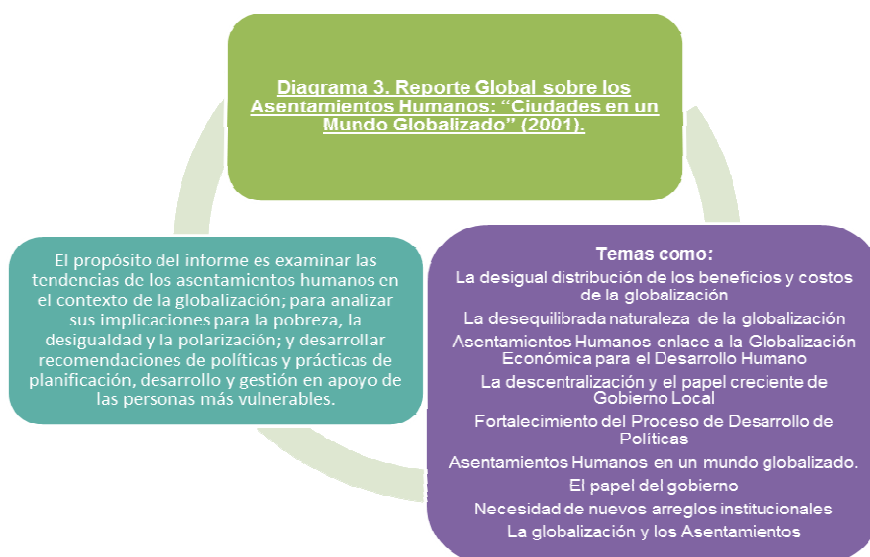 Diagrama 3. Reporte Global sobre los
Asentamientos Humanos: “Ciudades en un
Mundo Globalizado” (2001).
El propósito del informe es examinar las
tendencias de los asentamientos humanos en
el contexto de la globalización; para analizar
sus implicaciones para la pobreza, la
desigualdad y la polarización; y desarrollar
recomendaciones de políticas y prácticas de
planificación, desarrollo y gestión en apoyo de
las personas más vulnerables.
Temas como:
La desigual distribución de los beneficios y costos
de la globalización
La desequilibrada naturaleza de la globalización
Asentamientos Humanos enlace a la Globalización
Económica para el Desarrollo Humano
La descentralización y el papel creciente de
Gobierno Local
Fortalecimiento del Proceso de Desarrollo de
Políticas
Asentamientos Humanos en un mundo globalizado.
El papel del gobierno
Necesidad de nuevos arreglos institucionales
La globalización y los Asentamientos